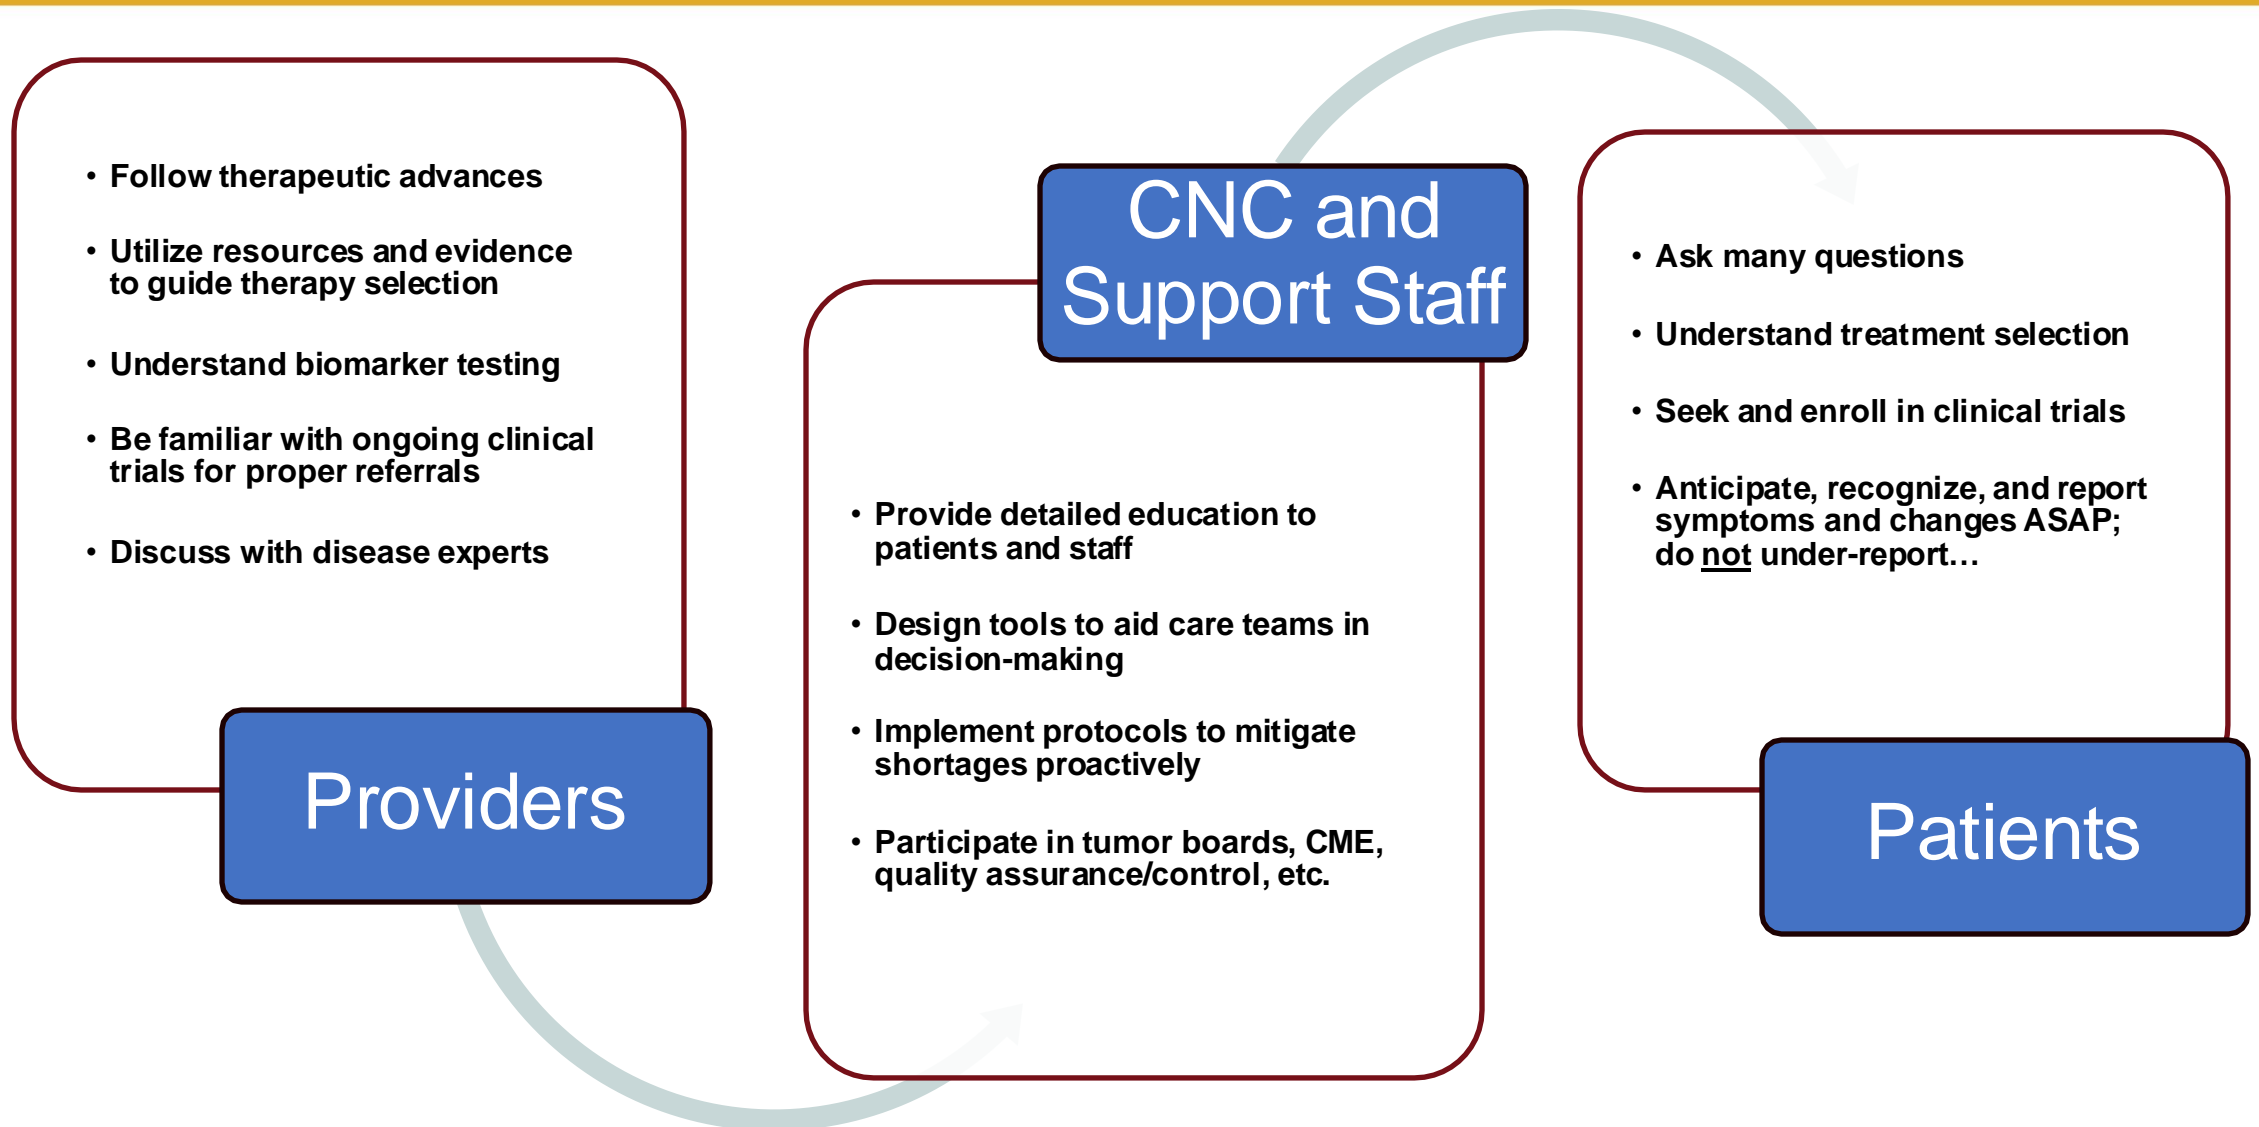 • Follow therapeutic advances
• Utilize resources and evidence
to guide therapy selection
• Understand biomarker testing
• Be familiar with ongoing clinical
trials for proper referrals
• Discuss with disease experts
Providers
CNC and
Support Staff
• Provide detailed education to
patients and staff
• Design tools to aid care teams in
decision-making
• Implement protocols to mitigate
shortages proactively
• Participate in tumor boards, CME,
quality assurance/control, etc.
• Ask many questions
• Understand treatment selection
• Seek and enroll in clinical trials
• Anticipate, recognize, and report
symptoms and changes ASAP;
do not under-report…
Patients